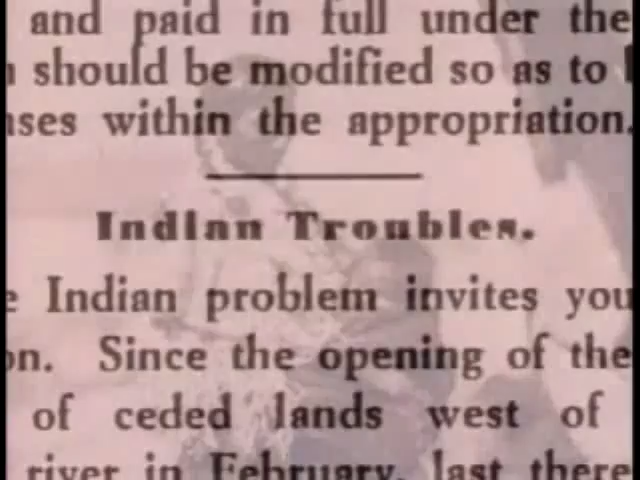 and paid in full under the
should be modified so as to
within the appropriation.
Indian Troubles.
Indian problem invites you
on. Since the opening of the
of ceded lands west of
river in February, last there